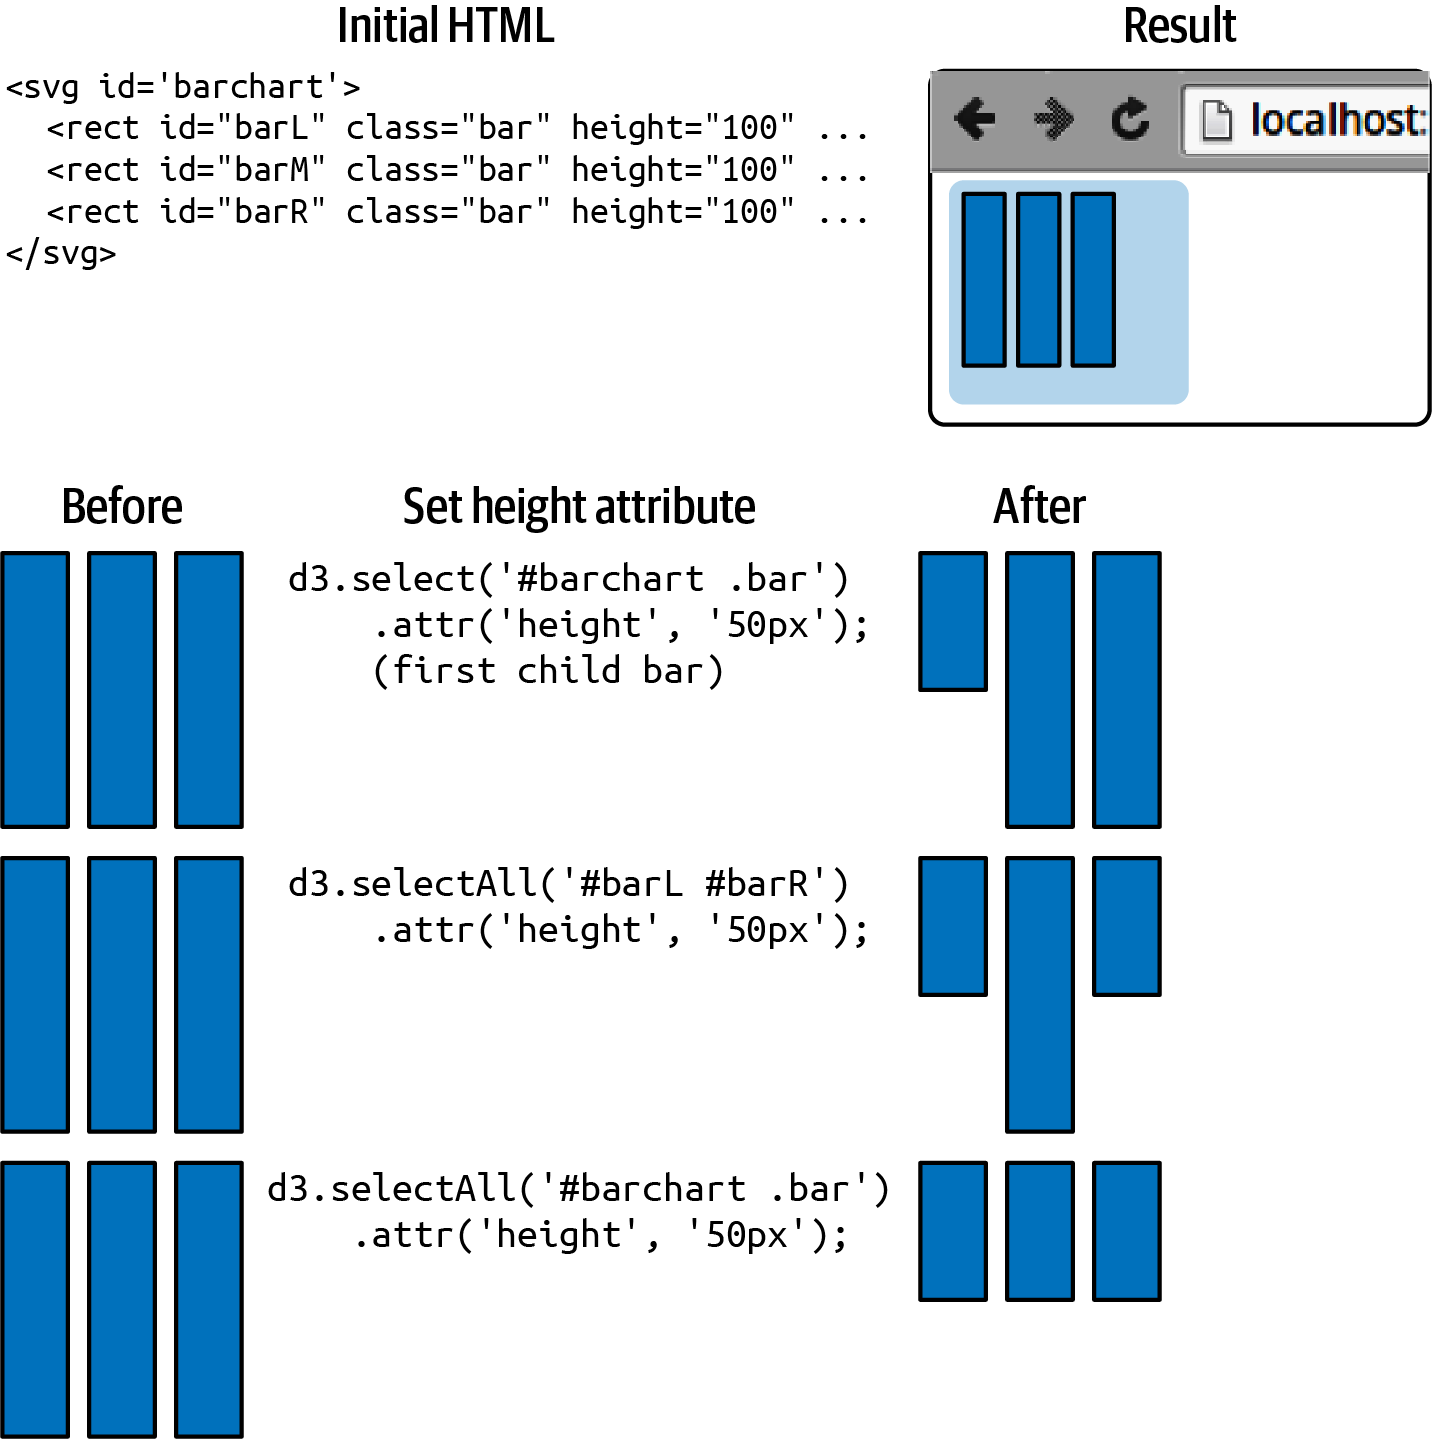 Initial HTML
Result
<svg id='barchart'>
<rect id="barL" class="bar" height="100" ...
<rect id="barM" class="bar" height="100" ...
<rect id="barR" class="bar" height="100" ...
</svg>
localhost:
Before
Set height attribute
After
d3.select('#barchart .bar')
.attr('height', '50px');
(first child bar)
d3.selectAll('#barL #barR')
.attr('height', '50px');
d3.selectAll('#barchart .bar')
.attr('height', '50px');